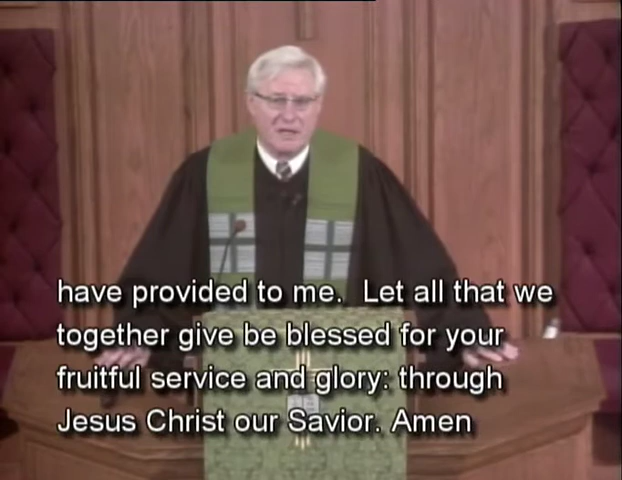 have provided to me.  Let all that we
together give be blessed for your
fruitful service and glory: through
Jesus Christ our Savior. Amen